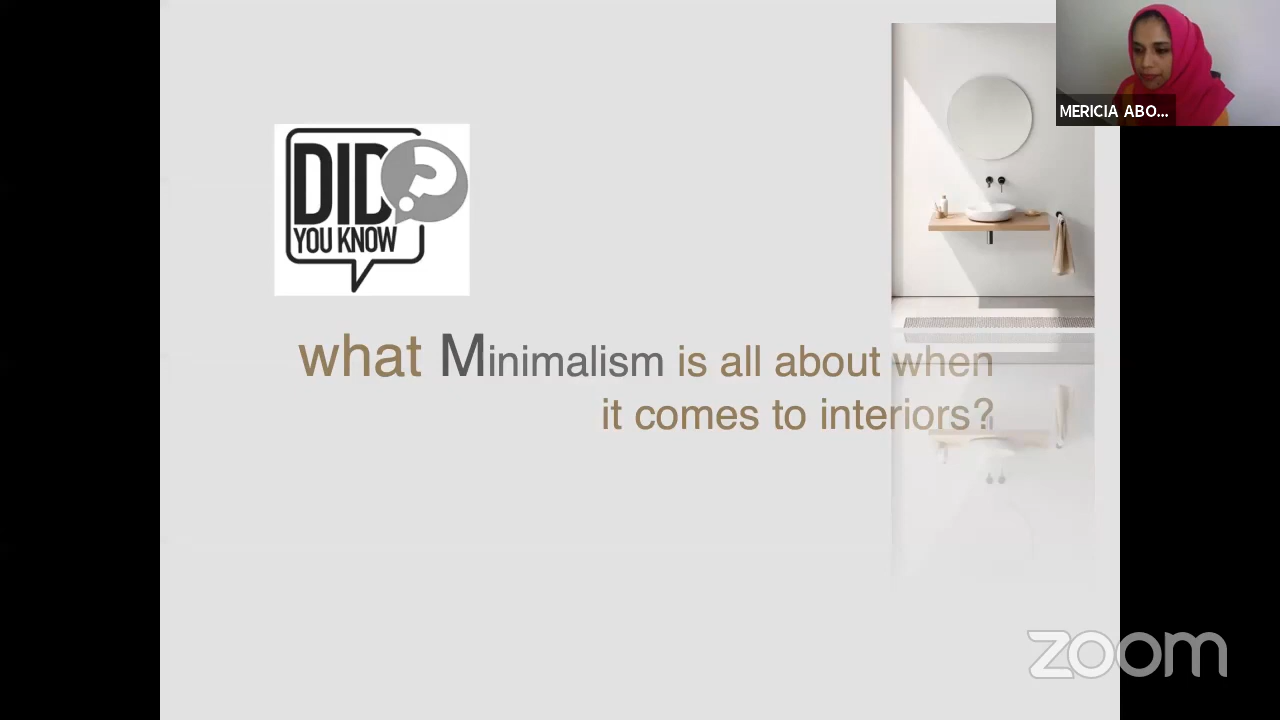 MERICIA ABO...
DID
?
YOU KNOW
what Minimalism is all about when
it comes to interiors?
zoom